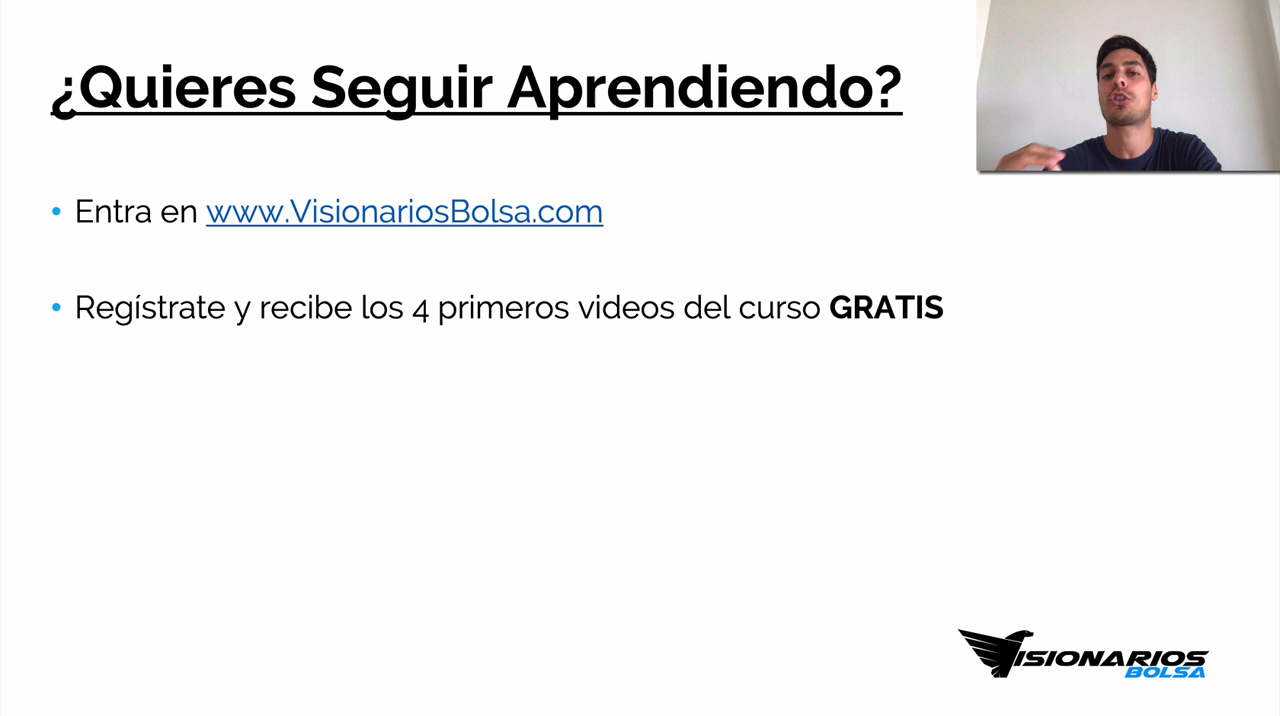 ¿Quieres Seguir Aprendiendo?
• Entra en www.VisionariosBolsa.com
• Regístrate y recibe los 4 primeros videos del curso GRATIS
VISIONARIOS
BOLSA